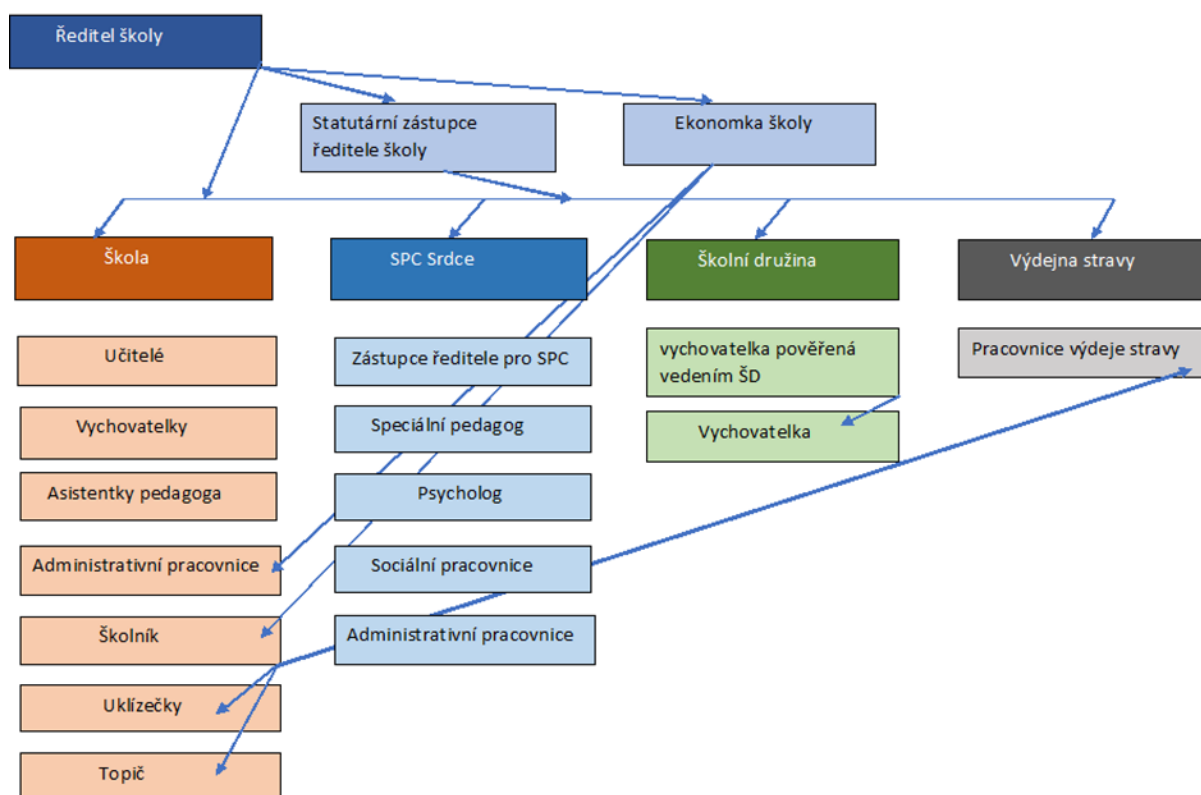 Ředitel školy
Statutární zástupce
ředitele školy
Ekonomka školy
Škola
SPC Srdce
Školní družina
Výdejna stravy
Učitelé
Vychovatelky
Asistentky pedagoga
Administrativní pracovnice
Školník
Uklízečky
Topič
Zástupce ředitele pro SPC
Speciální pedagog
Psycholog
Sociální pracovnice
Administrativní pracovnice
vychovatelka pověřená
vedením ŠD
Vychovatelka
Pracovnice výdeje stravy